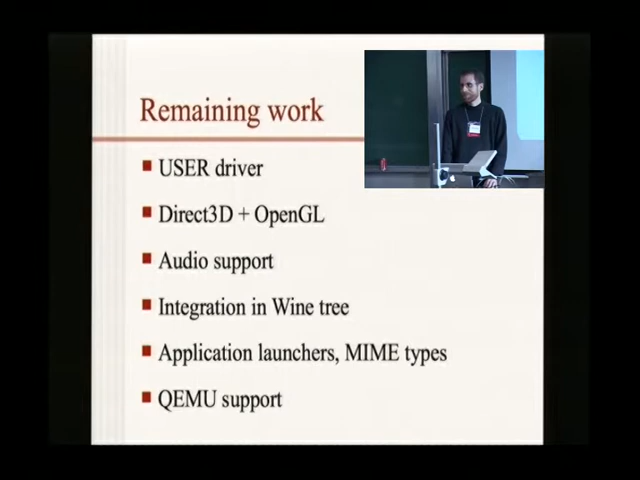 Remaining work
USER driver
Direct3D + OpenGL
Audio support
Integration in Wine tree
Application launchers, MIME types
QEMU support